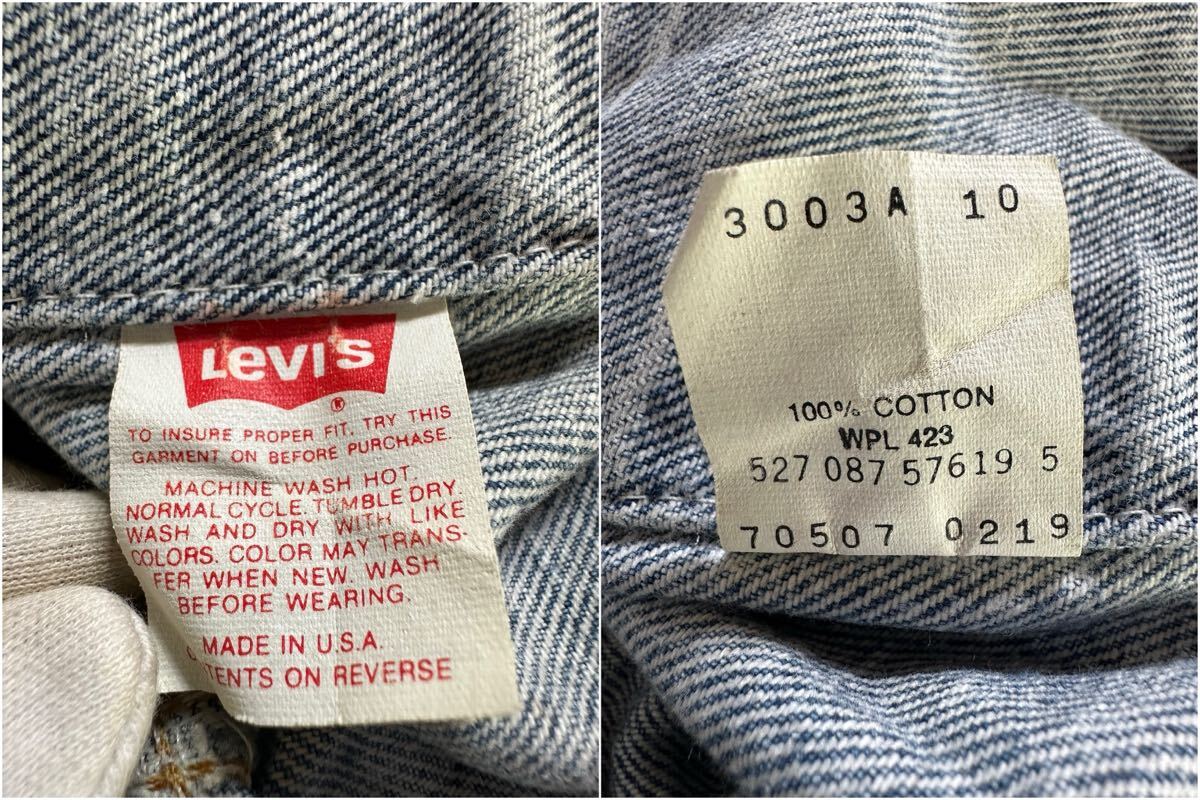 LEVI'S
®
TO INSURE PROPER FIT, TRY THIS
GARMENT ON BEFORE PURCHASE.
MACHINE WASH HOT.
NORMAL CYCLE. TUMBLE DRY.
WASH AND DRY WITH LIKE
COLORS. COLOR MAY TRANS-
FER WHEN NEW. WASH
BEFORE WEARING.
MADE IN U.S.A.
TENTS ON REVERSE
3003A 10
100% COTTON
WPL 423
527 087 57619 5
70507 0219